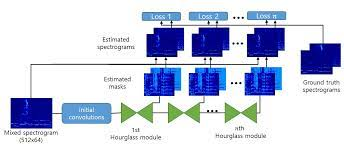 Loss 1
Loss 2
Loss n
Estimated
spectrograms
Ground truth
spectrograms
Estimated
masks
Initial
convolutions
Mixed spectrogram
(512x64)
1st
Hourglass module
nth
Hourglass module